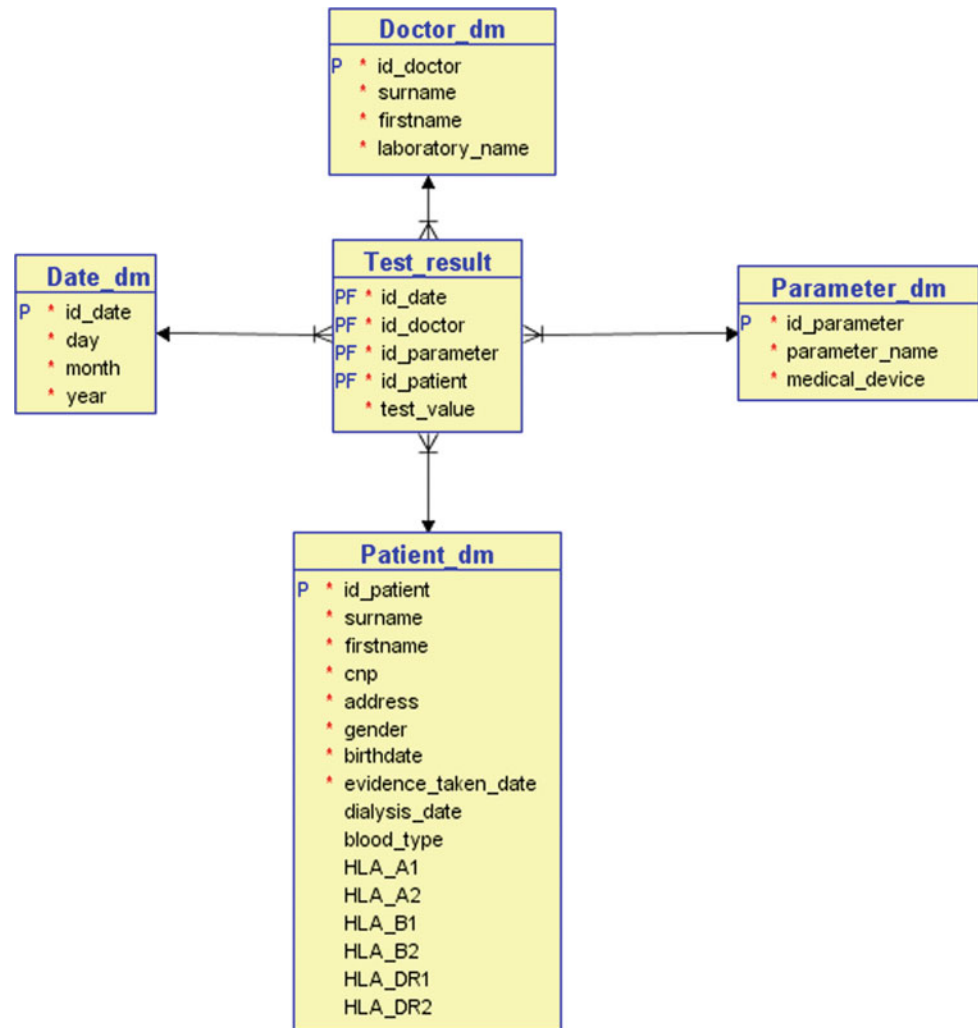 Doctor_dm
P * id_doctor
* surname
* firstname
* laboratory_name
Date_dm
P * id_date
* day
* month
* year
Test_result
PF * id_date
PF * id_doctor
PF * id_parameter
PF * id_patient
* test_value
Parameter_dm
P * id_parameter
* parameter_name
* medical_device
Patient_dm
P * id_patient
* surname
* firstname
* cnp
* address
* gender
* birthdate
* evidence_taken_date
dialysis_date
blood_type
HLA_A1
HLA_A2
HLA_B1
HLA_B2
HLA_DR1
HLA_DR2